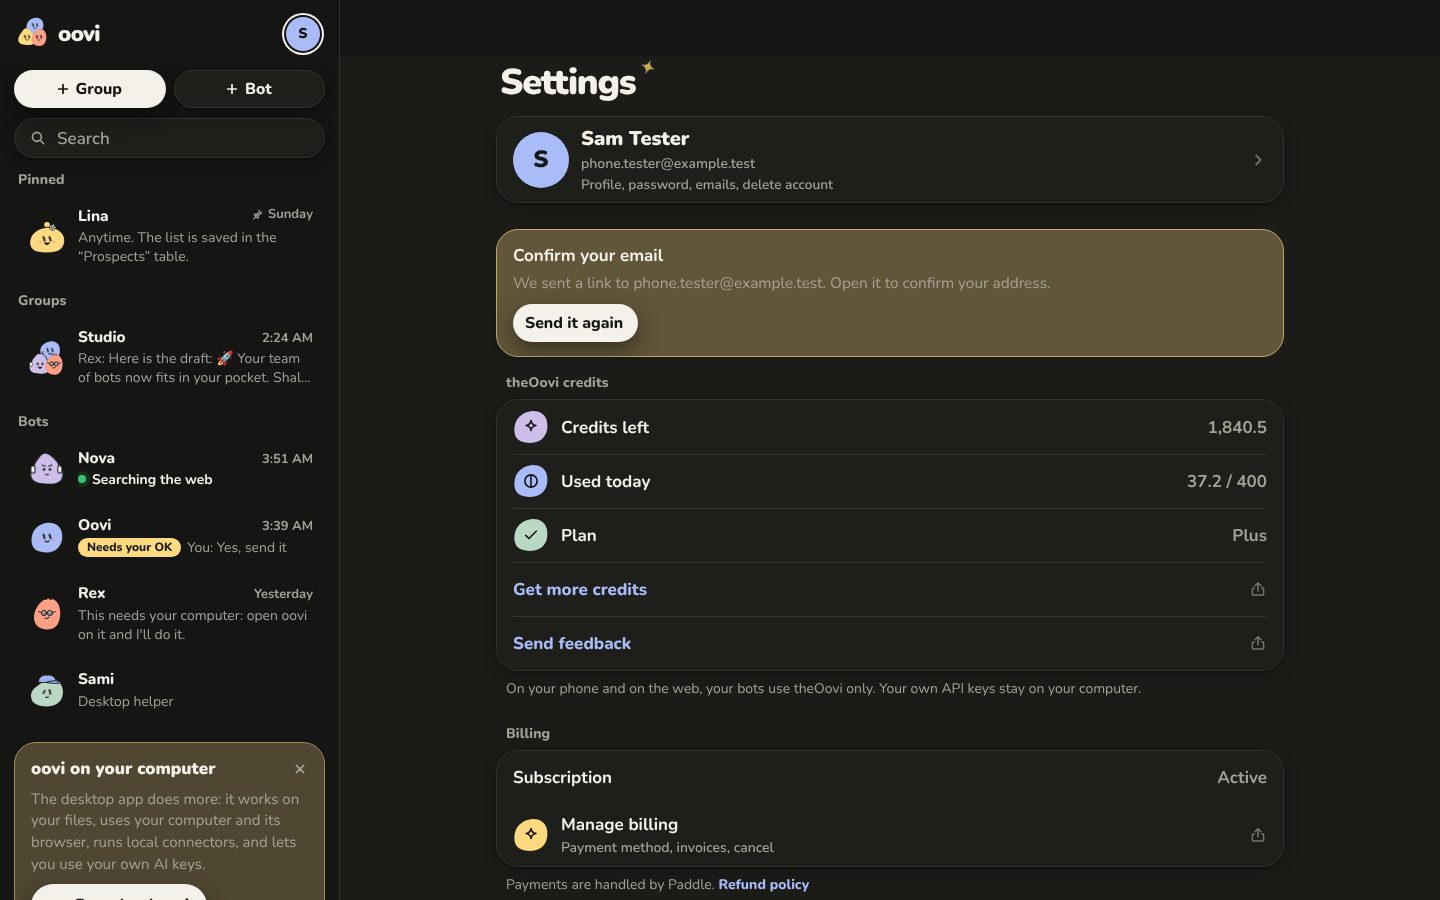 oovi
S
+ Group
+ Bot
Search
Pinned
Lina
Sunday
Anytime. The list is saved in the
“Prospects” table.
Groups
Studio
2:24 AM
Rex: Here is the draft: 🚀 Your team
of bots now fits in your pocket. Shal...
Bots
Nova
3:51 AM
Searching the web
Oovi
3:39 AM
Needs your OK
You: Yes, send it
Rex
Yesterday
This needs your computer: open oovi
on it and I'll do it.
Sami
Desktop helper
oovi on your computer
The desktop app does more: it works on
your files, uses your computer and its
browser, runs local connectors, and lets
you use your own AI keys.
Settings
S
Sam Tester
phone.tester@example.test
Profile, password, emails, delete account
Confirm your email
We sent a link to phone.tester@example.test. Open it to confirm your address.
Send it again
theOovi credits
Credits left
1,840.5
Used today
37.2 / 400
Plan
Plus
Get more credits
Send feedback
On your phone and on the web, your bots use theOovi only. Your own API keys stay on your computer.
Billing
Subscription
Active
Manage billing
Payment method, invoices, cancel
Payments are handled by Paddle. Refund policy